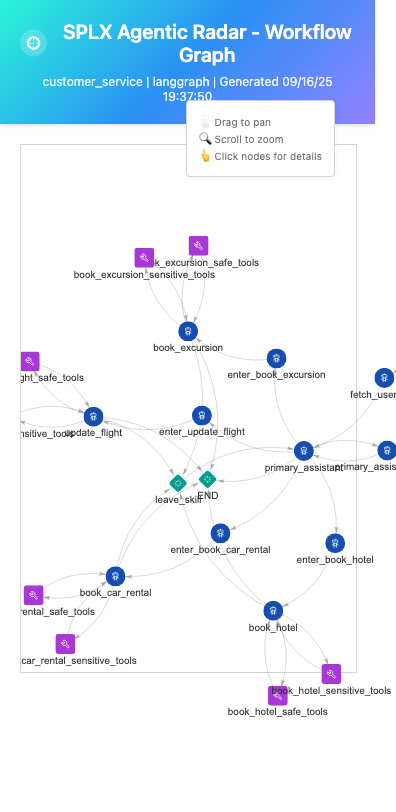 SPLX Agentic Radar - Workflow
Graph
customer_service | langgraph | Generated 09/16/25
19:37:50
Drag to pan
Scroll to zoom
Click nodes for details
k_excursion_safe_tools
book_excursion_sensitive_tools
book_excursion
enter_book_excursion
ght_safe_tools
fetch_user
nsitive_tools
update_flight
enter_update_flight
primary_assistant
primary_assis
leave_skill
END
enter_book_car_rental
enter_book_hotel
book_car_rental
rental_safe_tools
book_hotel
car_rental_sensitive_tools
book_hotel_sensitive_tools
book_hotel_safe_tools